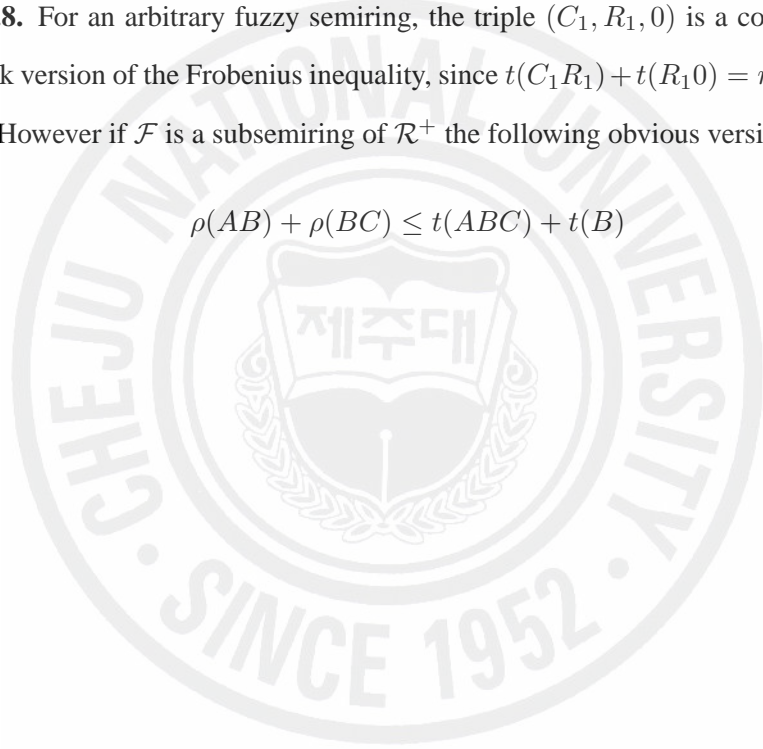 8. For an arbitrary fuzzy semiring, the triple (C₁, R₁, 0) is a co
k version of the Frobenius inequality, since t(C₁R₁) + t(R₁0) =
However if 𝓕 is a subsemiring of 𝓡⁺ the following obvious versi
ρ(AB) + ρ(BC) ≤ t(ABC) + t(B)
CHEJU NATIONAL UNIVERSITY
제주대
SINCE 1952